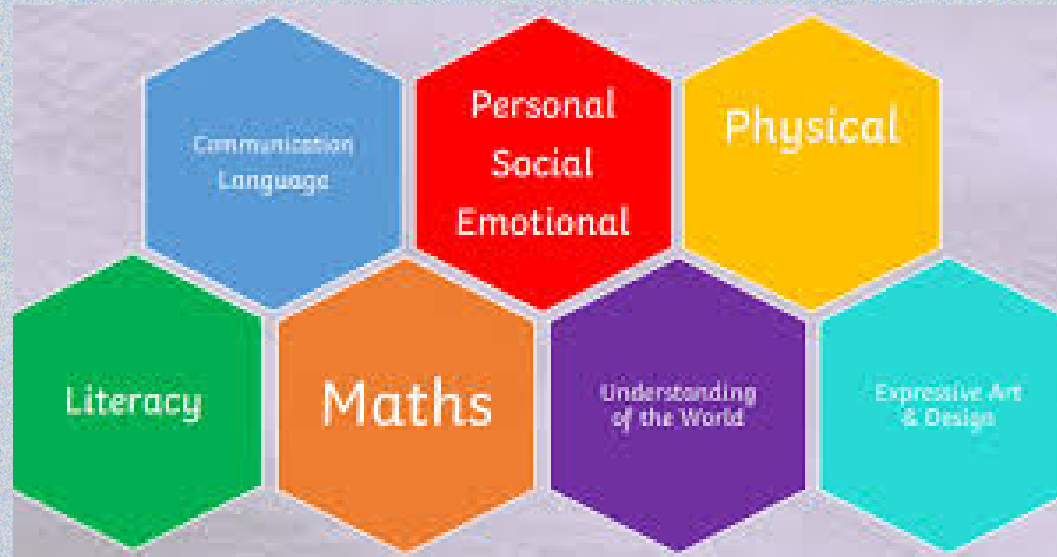 Communication
Language
Personal
Social
Emotional
Physical
Literacy
Maths
Understanding
of the World
Expressive Art
& Design